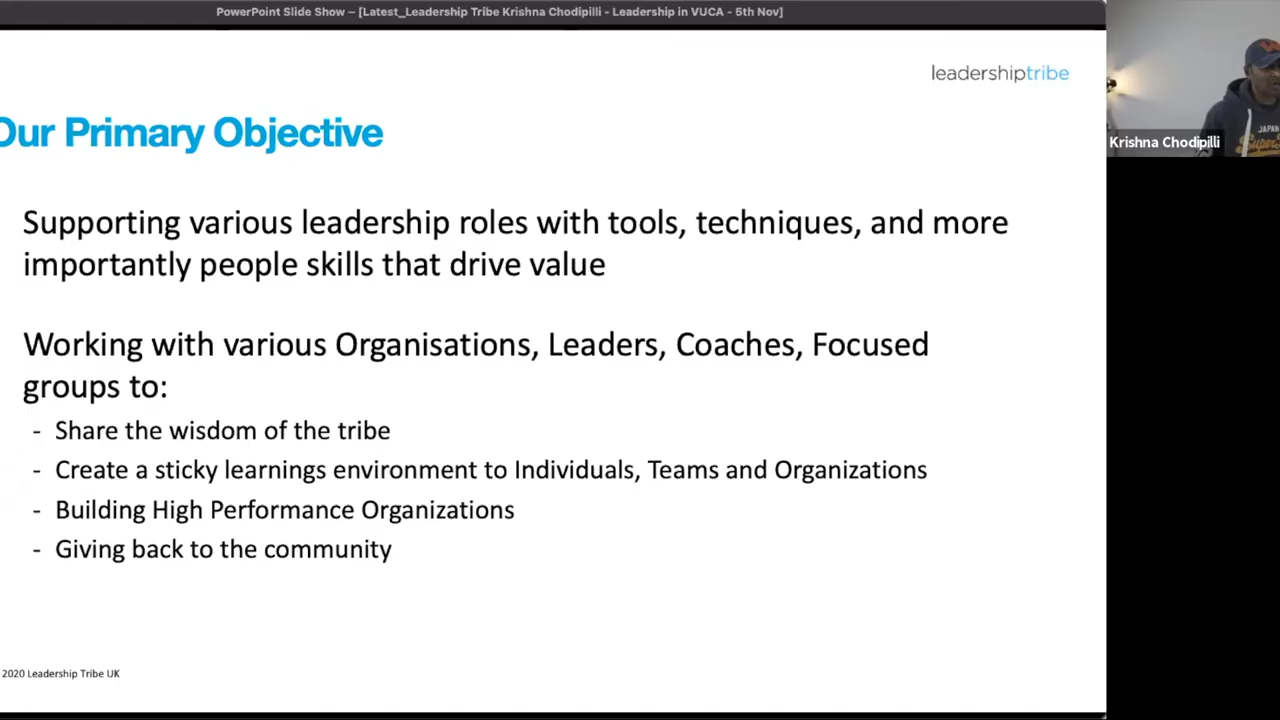 PowerPoint Slide Show – [Latest_Leadership Tribe Krishna Chodipilli - Leadership in VUCA - 5th Nov]
leadershiptribe
Our Primary Objective
JAPAN
Krishna Chodipilli
Supporting various leadership roles with tools, techniques, and more
importantly people skills that drive value
Working with various Organisations, Leaders, Coaches, Focused
groups to:
- Share the wisdom of the tribe
- Create a sticky learnings environment to Individuals, Teams and Organizations
- Building High Performance Organizations
- Giving back to the community
2020 Leadership Tribe UK